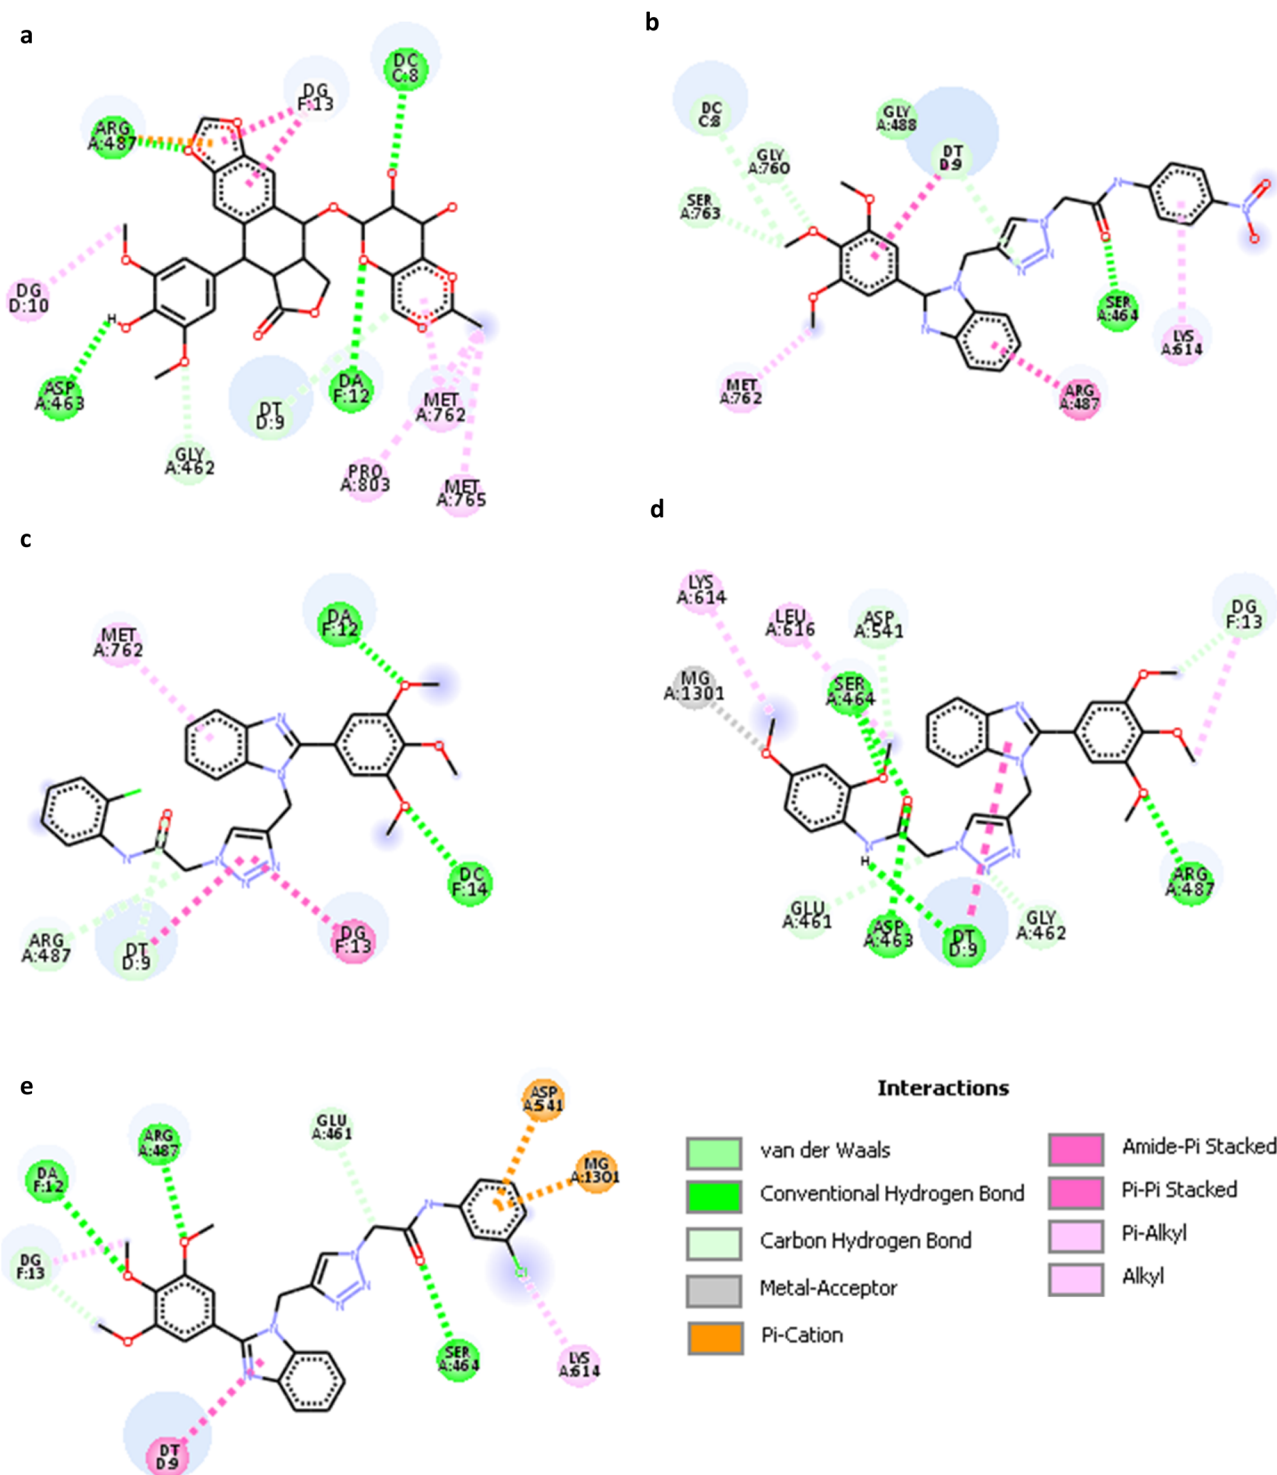 a
DC
C:8
DG
F:13
ARG
A:487
DG
D:10
H
ASP
A:463
GLY
A:462
DT
D:9
DA
F:12
MET
A:762
PRO
A:803
MET
A:765
b
DC
C:8
GLY
A:488
GLY
A:760
DT
D:9
SER
A:763
SER
A:464
LYS
A:614
MET
A:762
ARG
A:487
c
DA
F:12
MET
A:762
DC
F:14
ARG
A:487
DT
D:9
DG
F:13
d
LYS
A:614
LEU
A:616
ASP
A:541
DG
F:13
MG
A:1301
SER
A:464
H
ARG
A:487
GLU
A:461
ASP
A:463
DT
D:9
GLY
A:462
e
ASP
A:541
GLU
A:461
ARG
A:487
MG
A:1301
DA
F:12
DG
F:13
SER
A:464
LYS
A:614
DT
D:9
Interactions
van der Waals
Conventional Hydrogen Bond
Carbon Hydrogen Bond
Metal-Acceptor
Pi-Cation
Amide-Pi Stacked
Pi-Pi Stacked
Pi-Alkyl
Alkyl